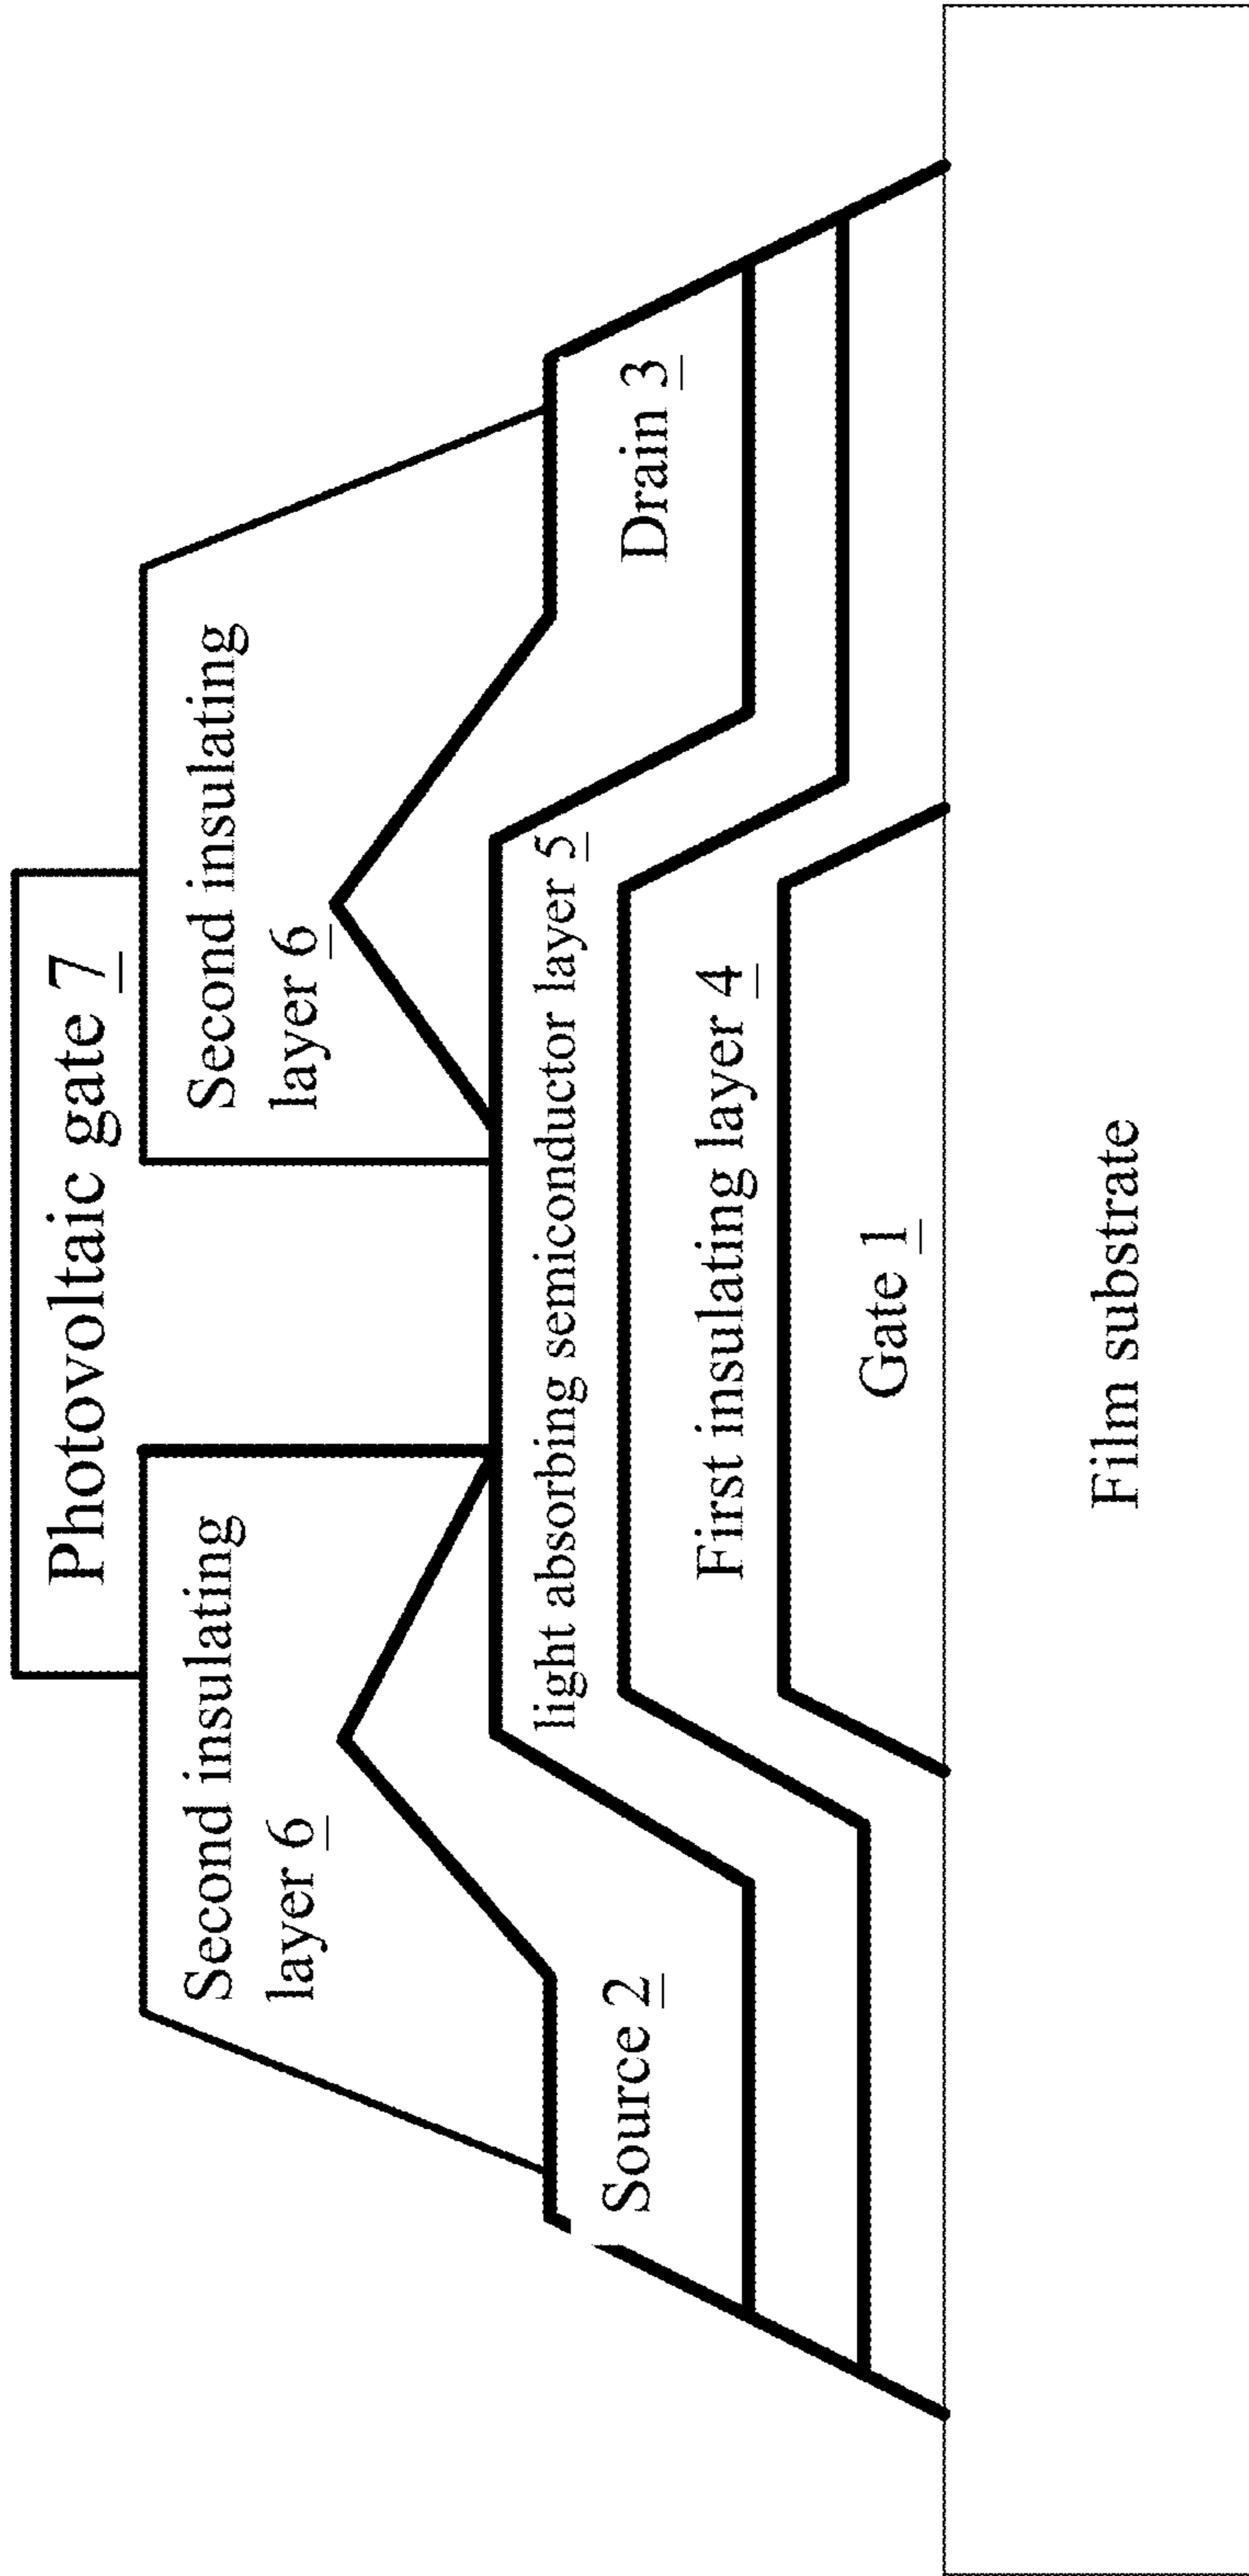 Photovoltaic gate 7
Second insulating
layer 6
Second insulating
layer 6
light absorbing semiconductor layer 5
Source 2
Drain 3
First insulating layer 4
Gate 1
Film substrate